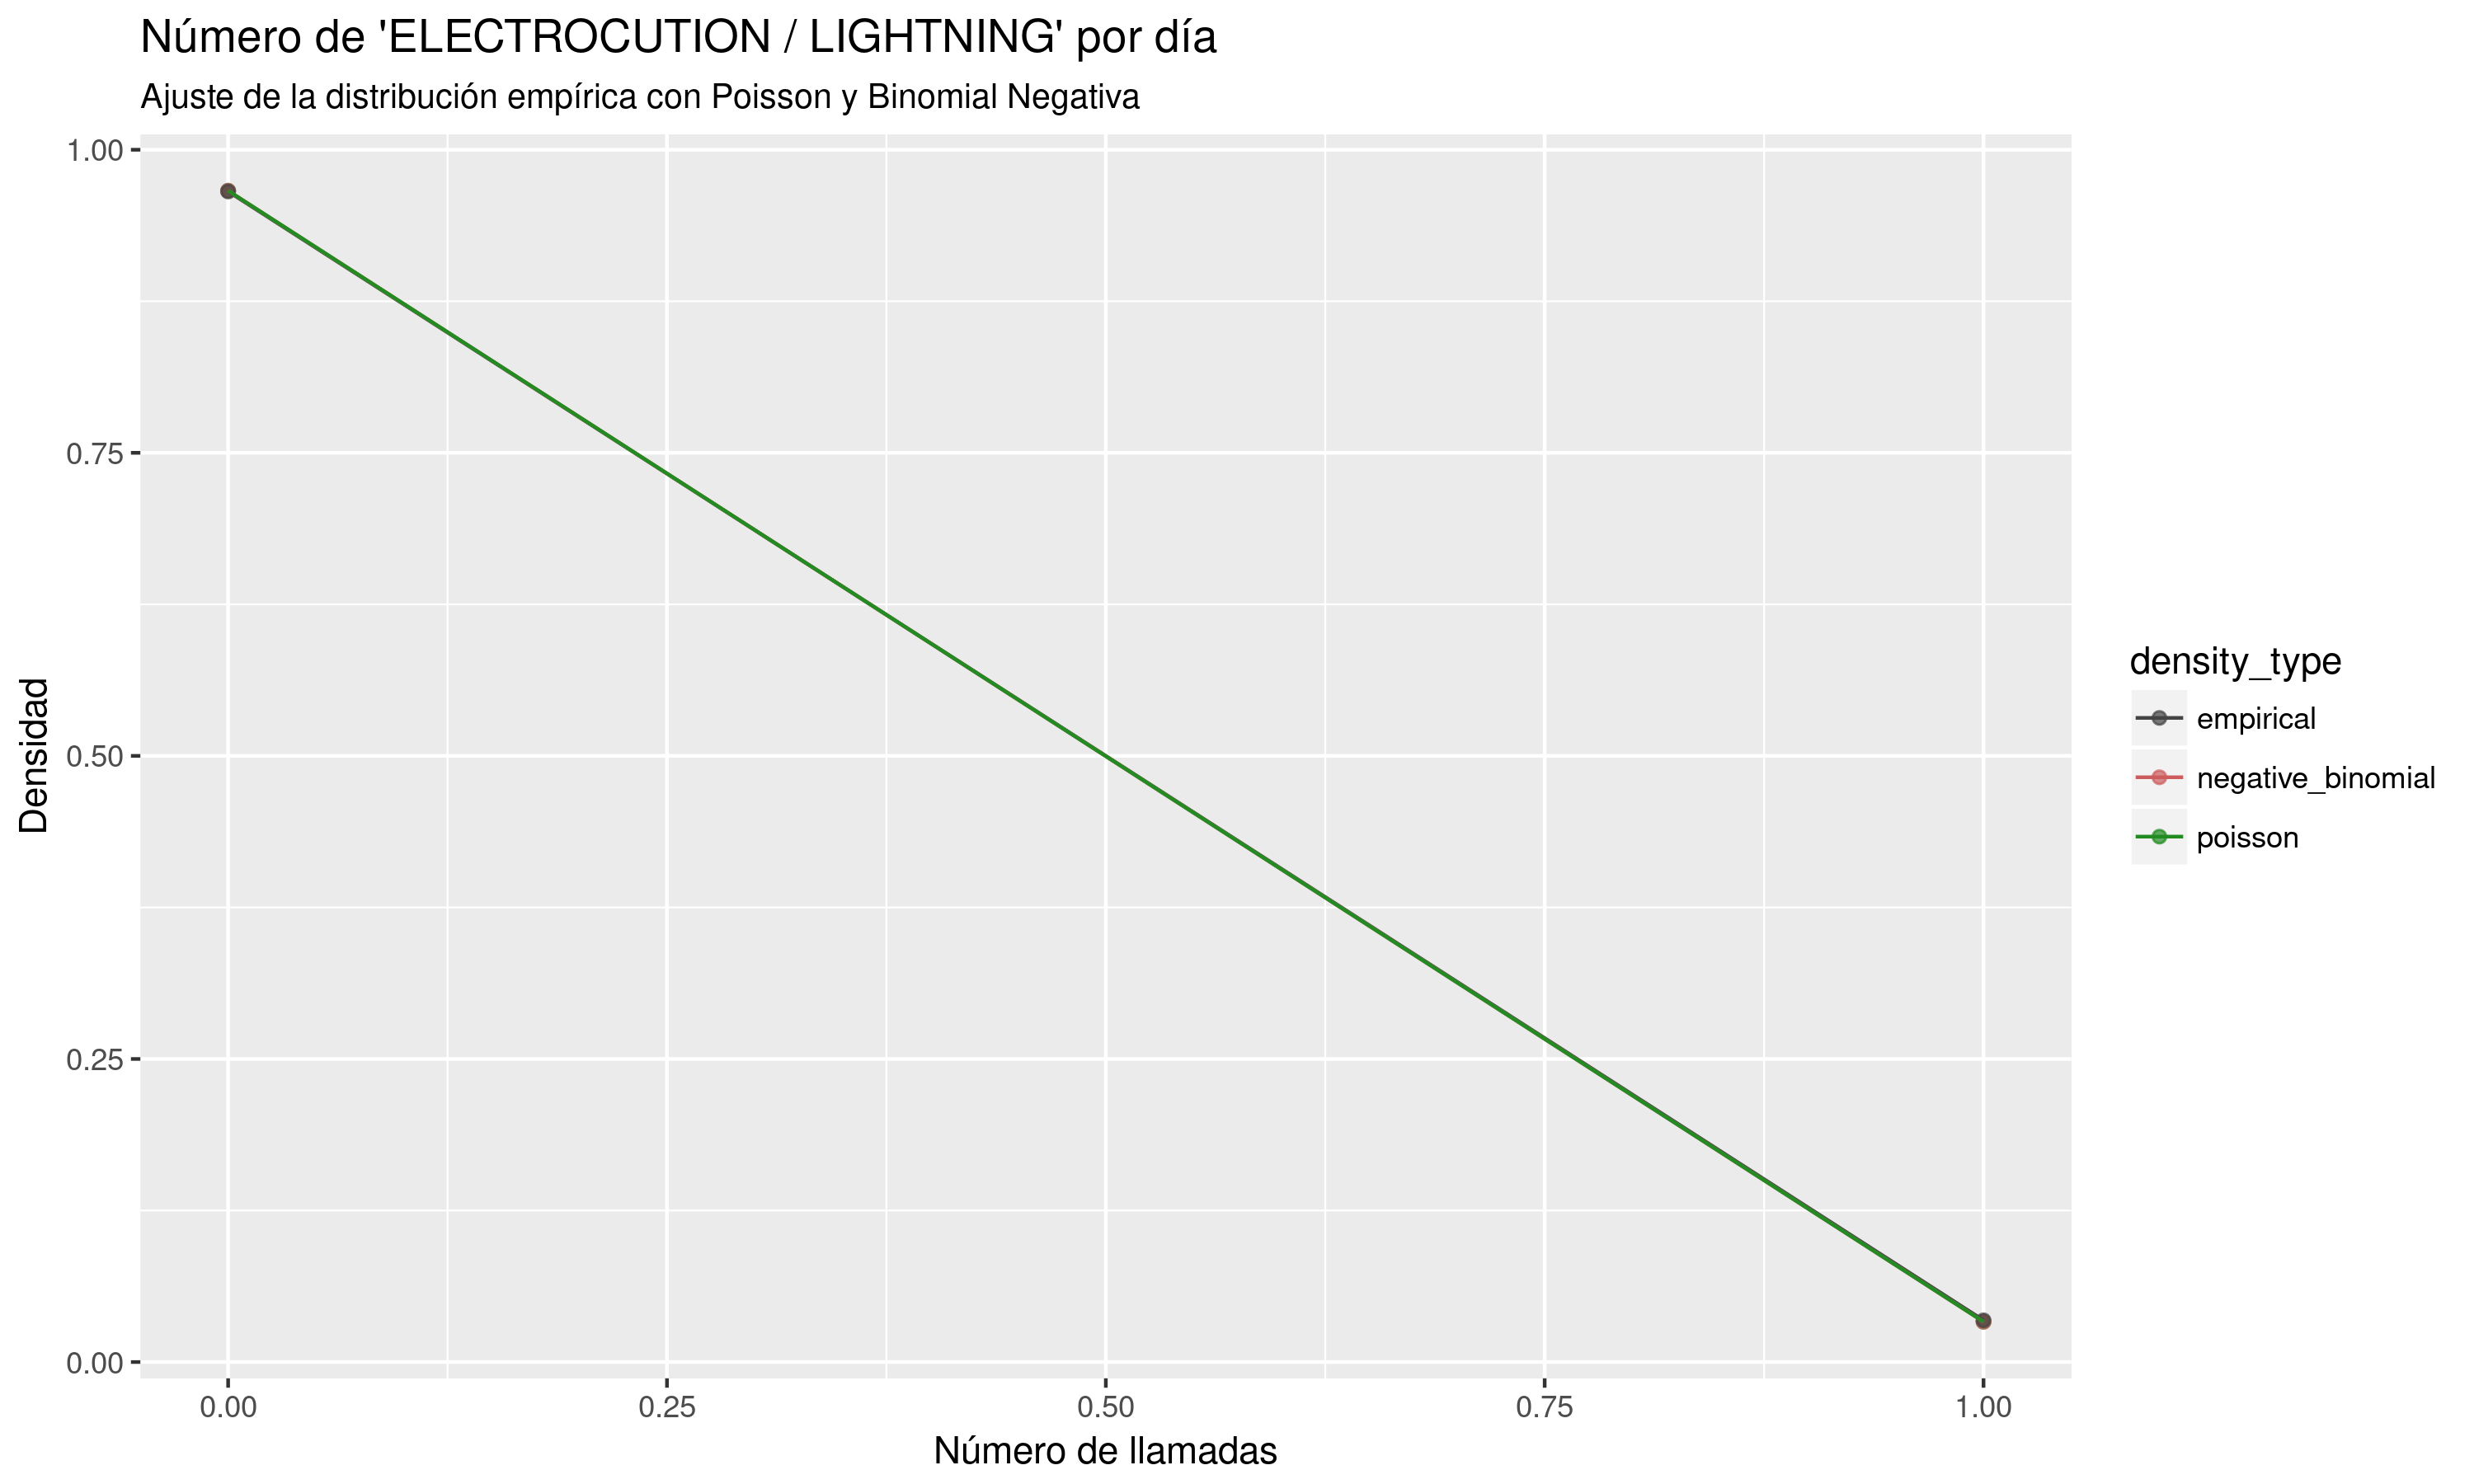 Número de 'ELECTROCUTION / LIGHTNING' por día
Ajuste de la distribución empírica con Poisson y Binomial Negativa
1.00
0.75
0.50
0.25
0.00
Densidad
0.00 0.25 0.50 0.75 1.00
Número de llamadas
density_type
empirical
negative_binomial
poisson